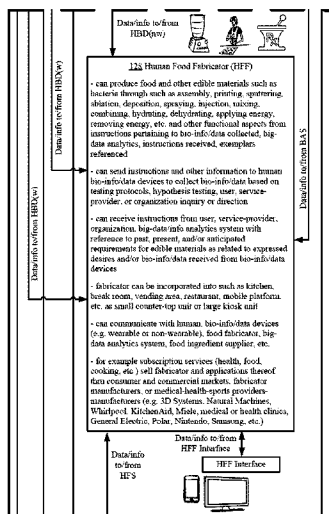 Data/info to/from
HBD(nw)
Data/info to/from HBD(w)
Data/info to/from HBD(w)
128 Human Food Fabricator (HFF)
- can produce food and other edible materials such as
bacteria through such as assembly, printing, sputtering,
ablation, deposition, spraying, injection, mixing,
combining, hydrating, dehydrating, applying energy,
removing energy, etc. and other functional aspects from
instructions pertaining to bio-info/data collected, big-
data analytics, instructions received, exemplars
referenced
- can send instructions and other information to human
bio-info/data devices to collect bio-info/data based on
testing protocols, hypothesis testing, user, service-
provider, or organization inquiry or direction
- can receive instructions from user, service-provider,
organization, big-data/info analytics system with
reference to past, present, and/or anticipated
requirements for edible materials as related to expressed
desires and/or bio-info/data received from bio-info/data
devices
- fabricator can be incorporated into such as kitchen,
break room, vending area, restaurant, mobile platform,
etc. as small counter-top unit or large kiosk unit
- can communicate with human, bio-info/data devices
(e.g. wearable or non-wearable), food fabricator, big-
data analytics system, food ingredient supplier, etc.
- for example subscription services (health, food,
cooking, etc.) sell fabricator and applications thereof
thru consumer and commercial markets, fabricator
manufacturers, or medical-health-sports providers-
manufacturers (e.g. 3D Systems, Natural Machines,
Whirlpool, KitchenAid, Miele, medical or health clinics,
General Electric, Polar, Nintendo, Samsung, etc.)
Data/info to/from BAS
Data/info
to/from
HFS
Data/info to/from
HFF Interface
HFF Interface